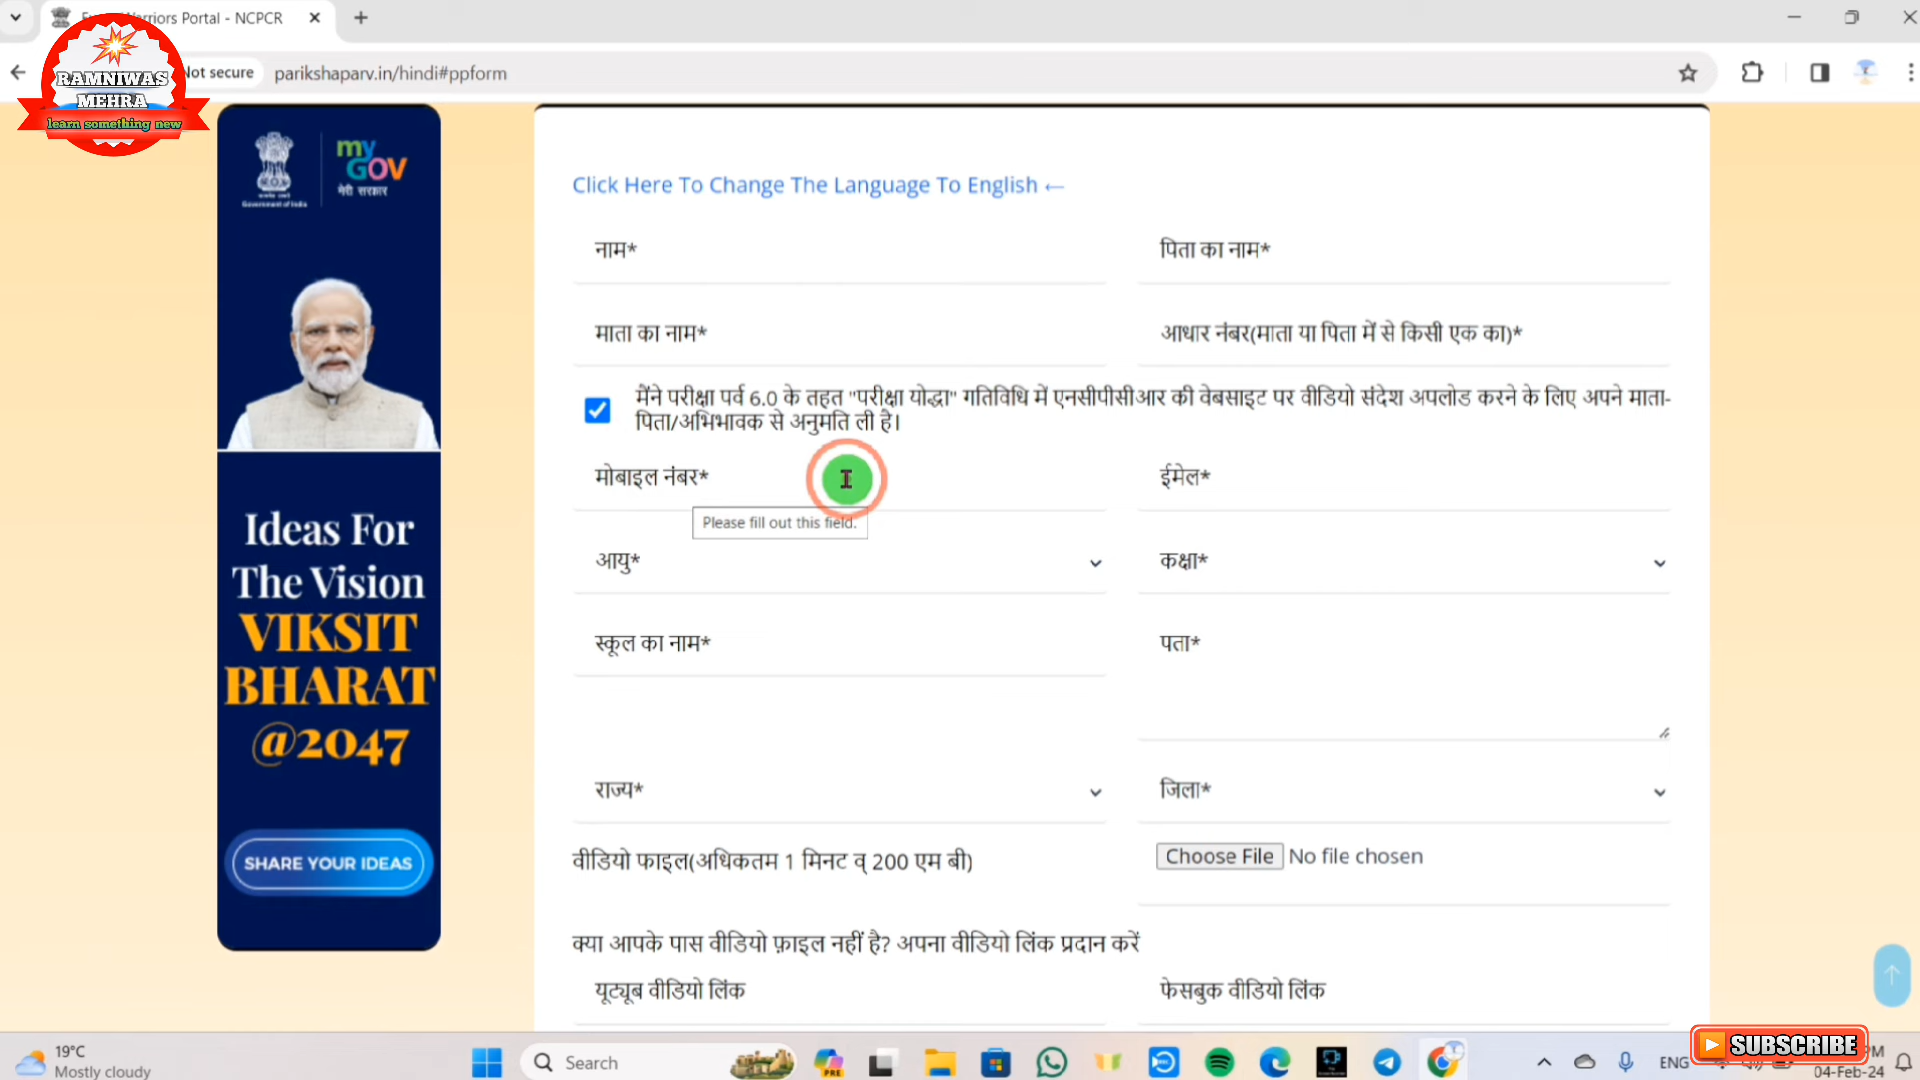 Warriors Portal - NCPCR
RAMNIWAS
MEHRA
learn something new
Not secure
parikshaparv.in/hindi#ppform
my
GOV
मेरी सरकार
Government of India
Ideas For
The Vision
VIKSIT
BHARAT
@2047
SHARE YOUR IDEAS
Click Here To Change The Language To English ←
नाम*
पिता का नाम*
माता का नाम*
आधार नंबर(माता या पिता में से किसी एक का)*
मैंने परीक्षा पर्व 6.0 के तहत "परीक्षा योद्धा" गतिविधि में एनसीपीसीआर की वेबसाइट पर वीडियो संदेश अपलोड करने के लिए अपने माता-
पिता/अभिभावक से अनुमति ली है।
मोबाइल नंबर*
ईमेल*
Please fill out this field.
आयु*
कक्षा*
स्कूल का नाम*
पता*
राज्य*
जिला*
वीडियो फाइल(अधिकतम 1 मिनट व् 200 एम बी)
Choose File No file chosen
क्या आपके पास वीडियो फ़ाइल नहीं है? अपना वीडियो लिंक प्रदान करें
यूट्यूब वीडियो लिंक
फेसबुक वीडियो लिंक
19°C
Mostly cloudy
Search
PRE
ENG
SUBSCRIBE
PM
04-Feb-24